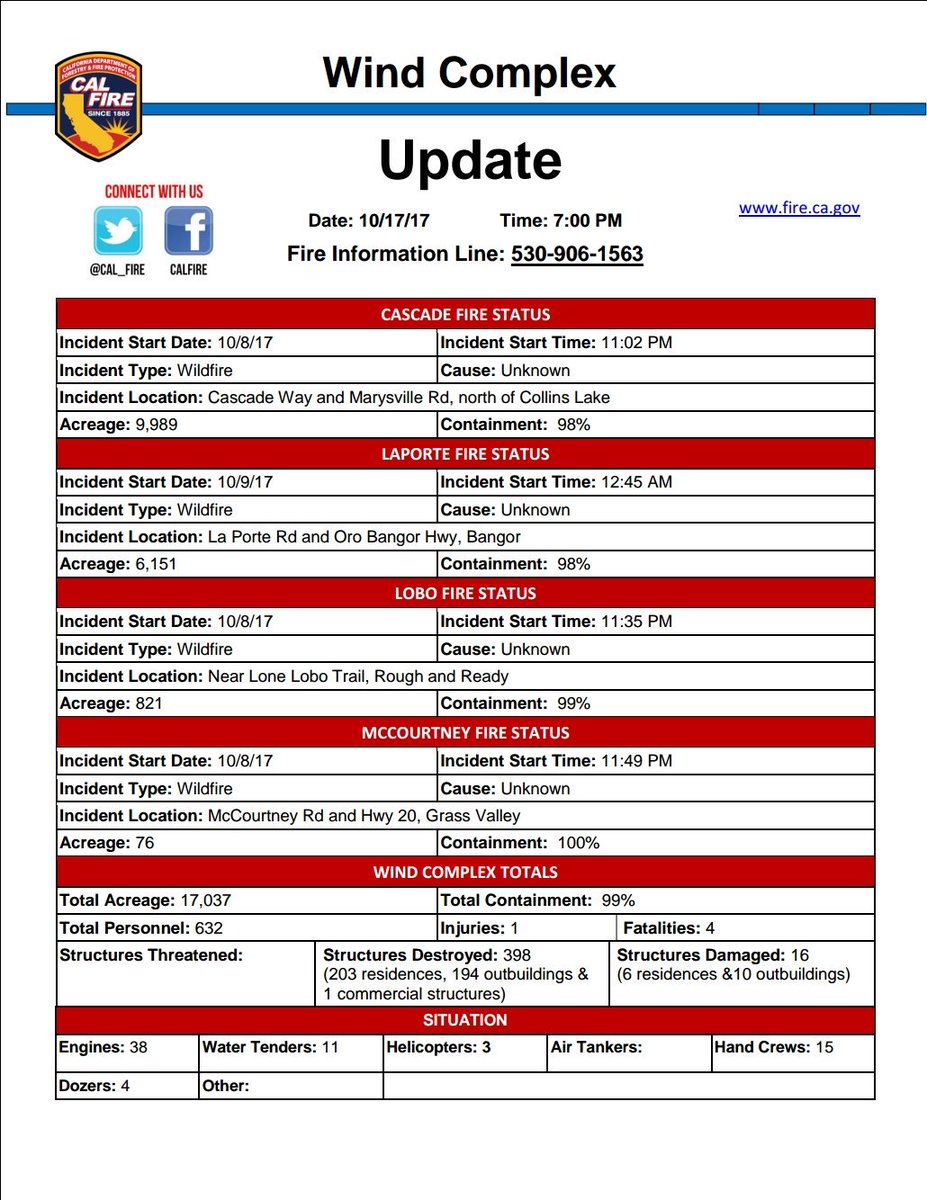 Wind Complex
CALIFORNIA DEPARTMENT OF
FORESTRY & FIRE PROTECTION
CAL
FIRE
SINCE 1885
Update
CONNECT WITH US
www.fire.ca.gov
Date: 10/17/17 Time: 7:00 PM
Fire Information Line: 530-906-1563
@CAL_FIRE CALFIRE
CASCADE FIRE STATUS
Incident Start Date: 10/8/17 Incident Start Time: 11:02 PM
Incident Type: Wildfire Cause: Unknown
Incident Location: Cascade Way and Marysville Rd, north of Collins Lake
Acreage: 9,989 Containment: 98%
LAPORTE FIRE STATUS
Incident Start Date: 10/9/17 Incident Start Time: 12:45 AM
Incident Type: Wildfire Cause: Unknown
Incident Location: La Porte Rd and Oro Bangor Hwy, Bangor
Acreage: 6,151 Containment: 98%
LOBO FIRE STATUS
Incident Start Date: 10/8/17 Incident Start Time: 11:35 PM
Incident Type: Wildfire Cause: Unknown
Incident Location: Near Lone Lobo Trail, Rough and Ready
Acreage: 821 Containment: 99%
MCCOURTNEY FIRE STATUS
Incident Start Date: 10/8/17 Incident Start Time: 11:49 PM
Incident Type: Wildfire Cause: Unknown
Incident Location: McCourtney Rd and Hwy 20, Grass Valley
Acreage: 76 Containment: 100%
WIND COMPLEX TOTALS
Total Acreage: 17,037 Total Containment: 99%
Total Personnel: 632 Injuries: 1 Fatalities: 4
Structures Threatened: Structures Destroyed: 398 Structures Damaged: 16
(203 residences, 194 outbuildings & (6 residences &10 outbuildings)
1 commercial structures)
SITUATION
Engines: 38 Water Tenders: 11 Helicopters: 3 Air Tankers: Hand Crews: 15
Dozers: 4 Other: